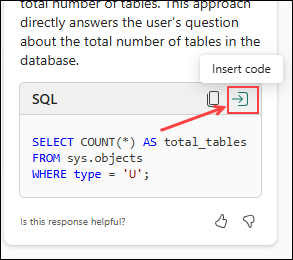 total number of tables. This approach
directly answers the user's question
about the total number of tables in the
database.
Insert code
SQL
SELECT COUNT(*) AS total_tables
FROM sys.objects
WHERE type = 'U';
Is this response helpful?